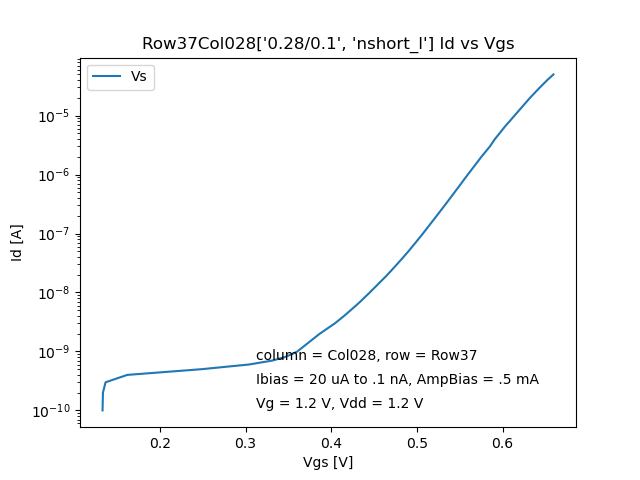 Row37Col028['0.28/0.1', 'nshort_l'] Id vs Vgs
Vs
10⁻⁵
10⁻⁶
10⁻⁷
10⁻⁸
10⁻⁹
10⁻¹⁰
Id [A]
column = Col028, row = Row37
Ibias = 20 uA to .1 nA, AmpBias = .5 mA
Vg = 1.2 V, Vdd = 1.2 V
0.2 0.3 0.4 0.5 0.6
Vgs [V]